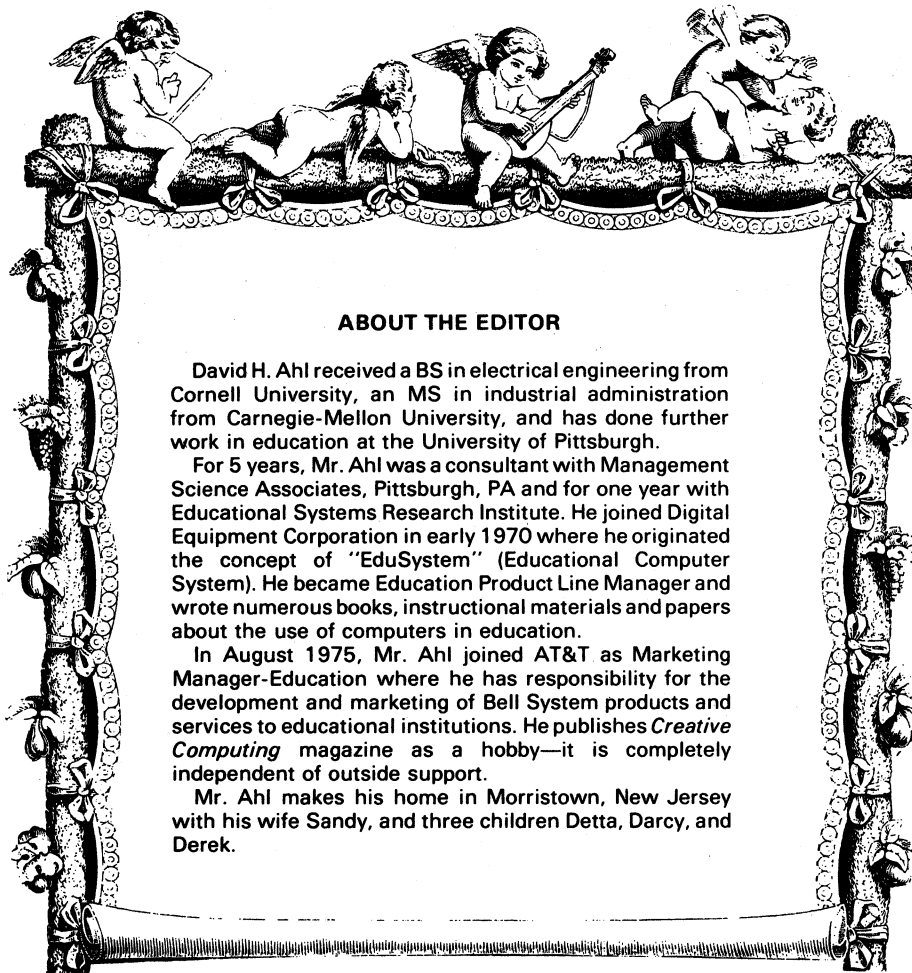 ABOUT THE EDITOR
David H. Ahl received a BS in electrical engineering from
Cornell University, an MS in industrial administration
from Carnegie-Mellon University, and has done further
work in education at the University of Pittsburgh.
For 5 years, Mr. Ahl was a consultant with Management
Science Associates, Pittsburgh, PA and for one year with
Educational Systems Research Institute. He joined Digital
Equipment Corporation in early 1970 where he originated
the concept of "EduSystem" (Educational Computer
System). He became Education Product Line Manager and
wrote numerous books, instructional materials and papers
about the use of computers in education.
In August 1975, Mr. Ahl joined AT&T as Marketing
Manager-Education where he has responsibility for the
development and marketing of Bell System products and
services to educational institutions. He publishes Creative
Computing magazine as a hobby—it is completely
independent of outside support.
Mr. Ahl makes his home in Morristown, New Jersey
with his wife Sandy, and three children Detta, Darcy, and
Derek.